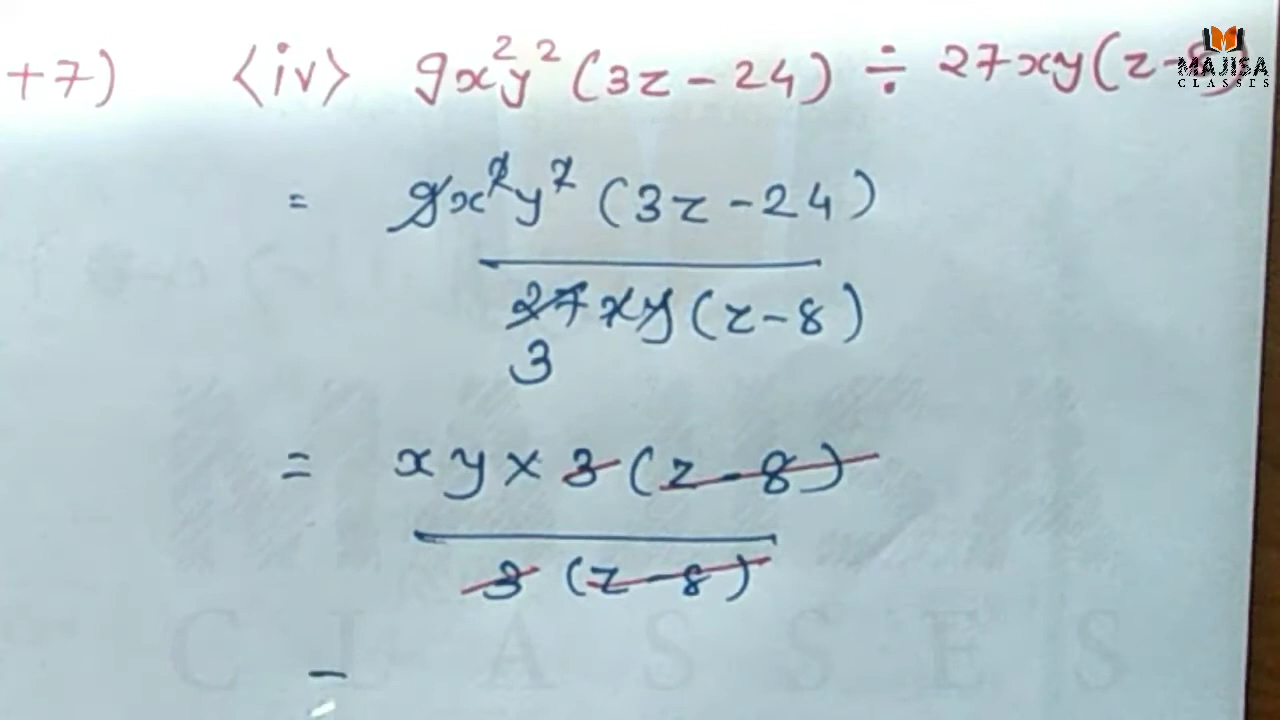 +7) <iv> 9x²y² (3z - 24) ÷ 27xy(z-8)
MAJISA
CLASSES
= 9x²y² (3z - 24)
27xy(z-8)
3
= xy × 3(z-8)
3(z-8)
CLASSES